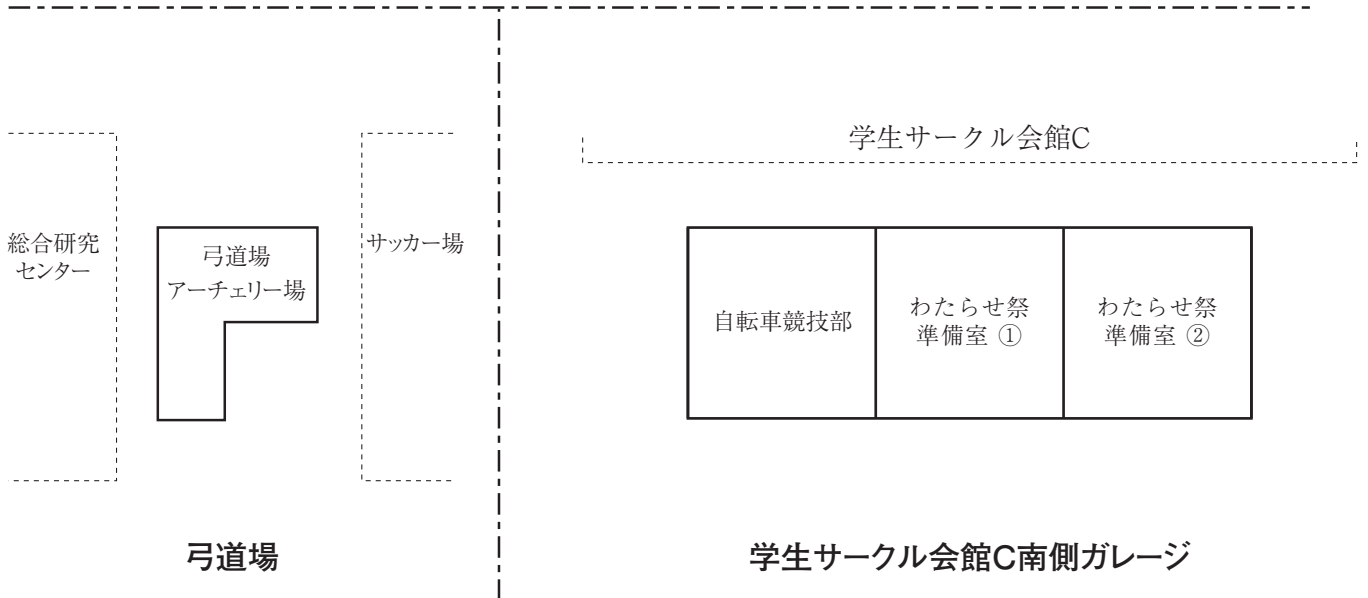 総合研究
センター
弓道場
アーチェリー場
サッカー場
弓道場
学生サークル会館C
自転車競技部
わたらせ祭
準備室 ①
わたらせ祭
準備室 ②
学生サークル会館C南側ガレージ